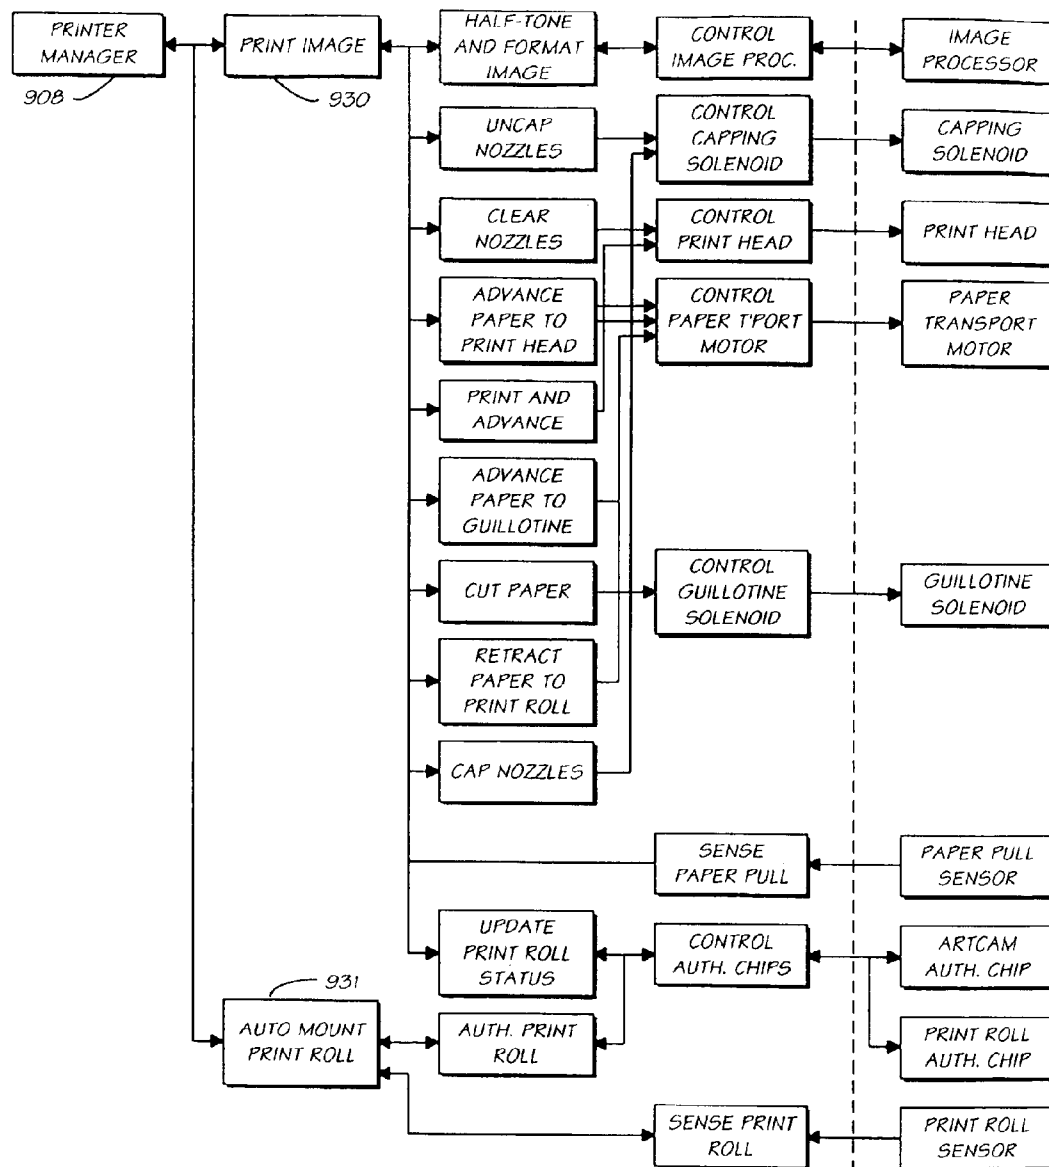 PRINTER
MANAGER
908
PRINT IMAGE
930
HALF-TONE
AND FORMAT
IMAGE
CONTROL
IMAGE PROC.
IMAGE
PROCESSOR
UNCAP
NOZZLES
CONTROL
CAPPING
SOLENOID
CAPPING
SOLENOID
CLEAR
NOZZLES
CONTROL
PRINT HEAD
PRINT HEAD
ADVANCE
PAPER TO
PRINT HEAD
CONTROL
PAPER T'PORT
MOTOR
PAPER
TRANSPORT
MOTOR
PRINT AND
ADVANCE
ADVANCE
PAPER TO
GUILLOTINE
CUT PAPER
CONTROL
GUILLOTINE
SOLENOID
GUILLOTINE
SOLENOID
RETRACT
PAPER TO
PRINT ROLL
CAP NOZZLES
SENSE
PAPER PULL
PAPER PULL
SENSOR
UPDATE
PRINT ROLL
STATUS
CONTROL
AUTH. CHIPS
ARTCAM
AUTH. CHIP
931
AUTO MOUNT
PRINT ROLL
AUTH. PRINT
ROLL
PRINT ROLL
AUTH. CHIP
SENSE PRINT
ROLL
PRINT ROLL
SENSOR